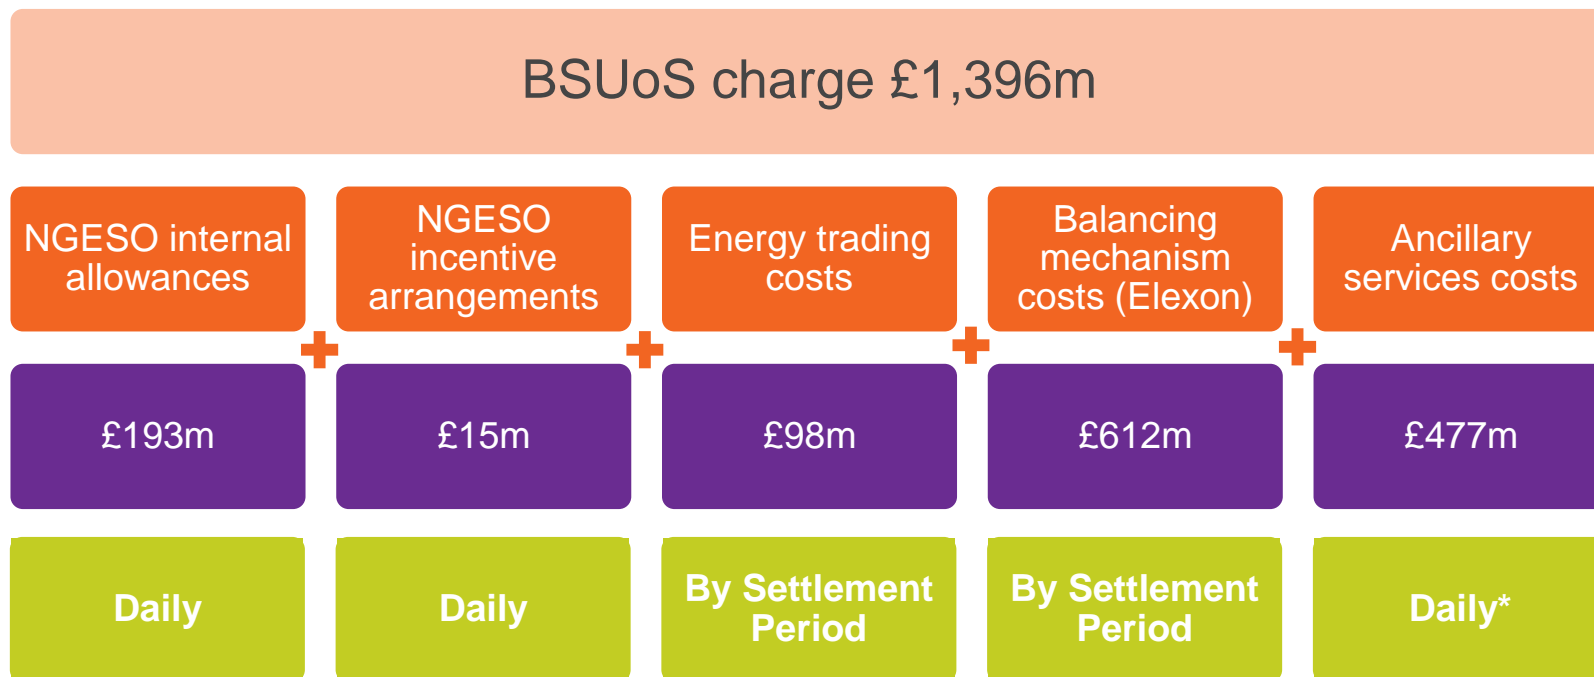 BSUoS charge £1,396m
NGESO internal
allowances
NGESO
incentive
arrangements
Energy trading
costs
Balancing
mechanism
costs (Elexon)
Ancillary
services costs
£193m
£15m
£98m
£612m
£477m
Daily
Daily
By Settlement
Period
By Settlement
Period
Daily*